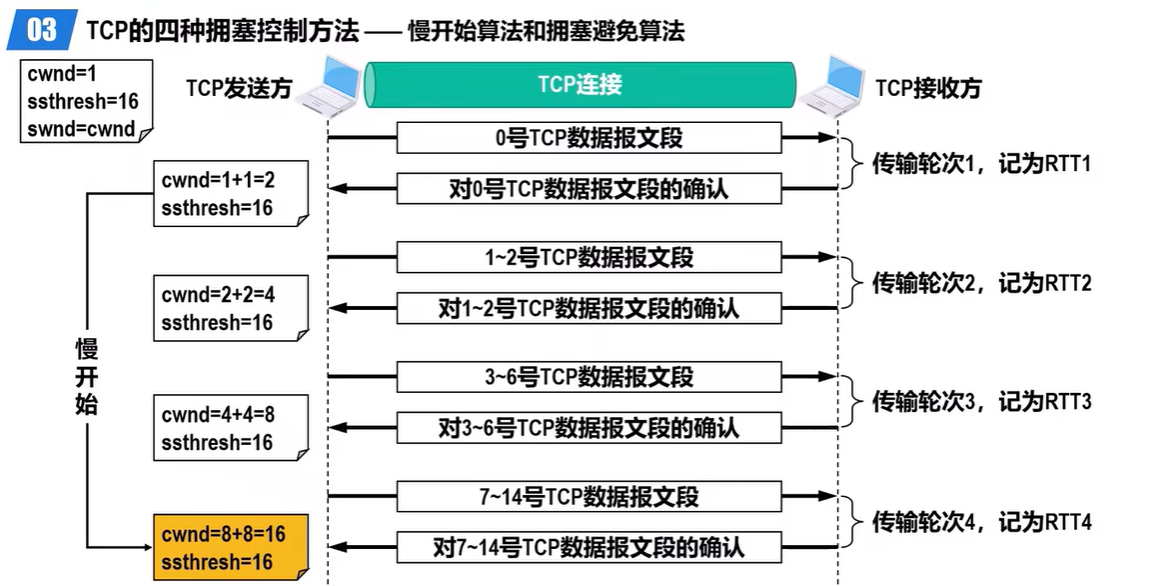 03 TCP的四种拥塞控制方法 —— 慢开始算法和拥塞避免算法
cwnd=1
ssthresh=16
swnd=cwnd
TCP发送方
TCP连接
TCP接收方
0号TCP数据报文段
传输轮次1，记为RTT1
对0号TCP数据报文段的确认
cwnd=1+1=2
ssthresh=16
1~2号TCP数据报文段
传输轮次2，记为RTT2
对1~2号TCP数据报文段的确认
cwnd=2+2=4
ssthresh=16
慢开始
3~6号TCP数据报文段
传输轮次3，记为RTT3
对3~6号TCP数据报文段的确认
cwnd=4+4=8
ssthresh=16
7~14号TCP数据报文段
传输轮次4，记为RTT4
对7~14号TCP数据报文段的确认
cwnd=8+8=16
ssthresh=16